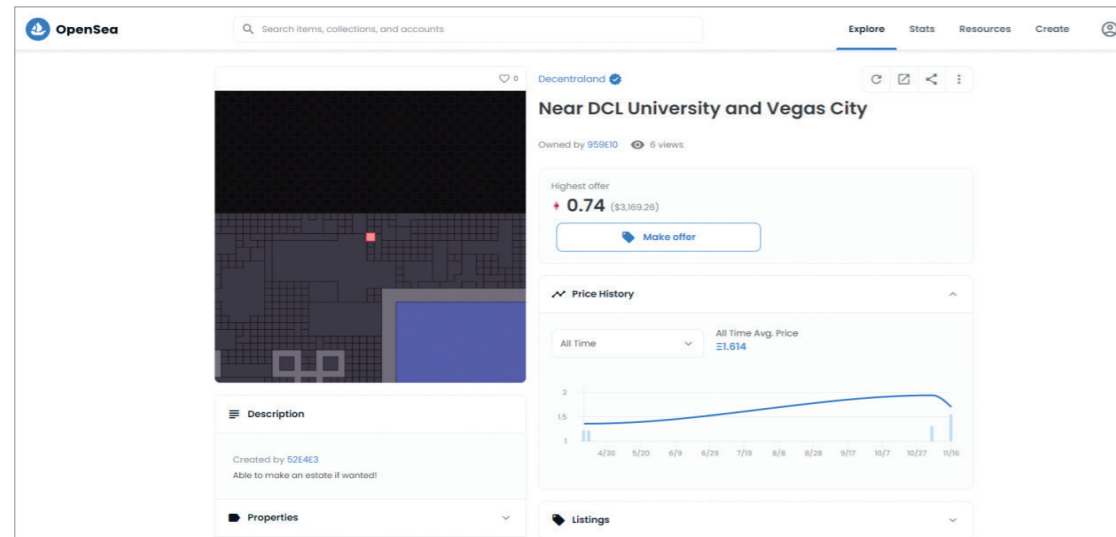 OpenSea
Search items, collections, and accounts
Explore Stats Resources Create
0
Decentraland
Near DCL University and Vegas City
Owned by 959E10 6 views
Highest offer
0.74 ($3,169.26)
Make offer
Price History
All Time
All Time Avg. Price
Ξ1.614
2
1.5
1
4/30 5/20 6/9 6/29 7/19 8/8 8/28 9/17 10/7 10/27 11/16
Description
Created by 52E4E3
Able to make an estate if wanted!
Properties
Listings